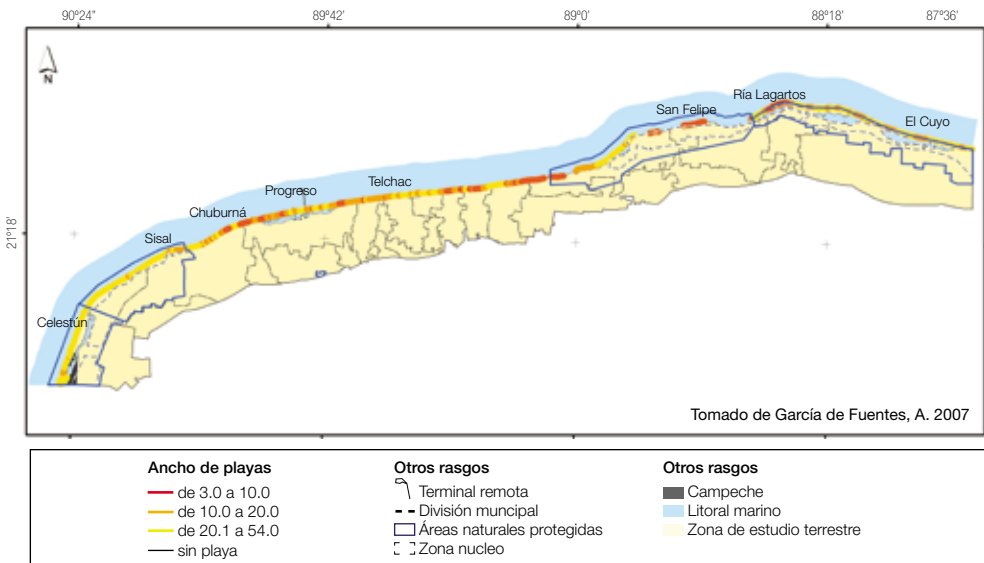 90°24" 89°42" 89°0' 88°18' 87°36'
N
Ría Lagartos
San Felipe
El Cuyo
Telchac
Progreso
Chuburná
21°18'
Sisal
Celestún
Tomado de García de Fuentes, A. 2007
Ancho de playas
de 3.0 a 10.0
de 10.0 a 20.0
de 20.1 a 54.0
sin playa
Otros rasgos
Terminal remota
División muncipal
Áreas naturales protegidas
Zona nucleo
Otros rasgos
Campeche
Litoral marino
Zona de estudio terrestre